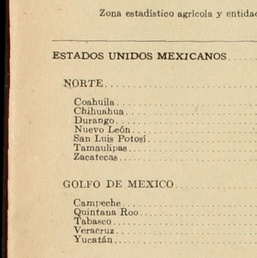 Zona estadístico agrícola y entidad
ESTADOS UNIDOS MEXICANOS
NORTE
Coahuila
Chihuahua
Durango
Nuevo León
San Luis Potosí
Tamaulipas
Zacatecas
GOLFO DE MEXICO
Campeche
Quintana Roo
Tabasco
Veracruz
Yucatán